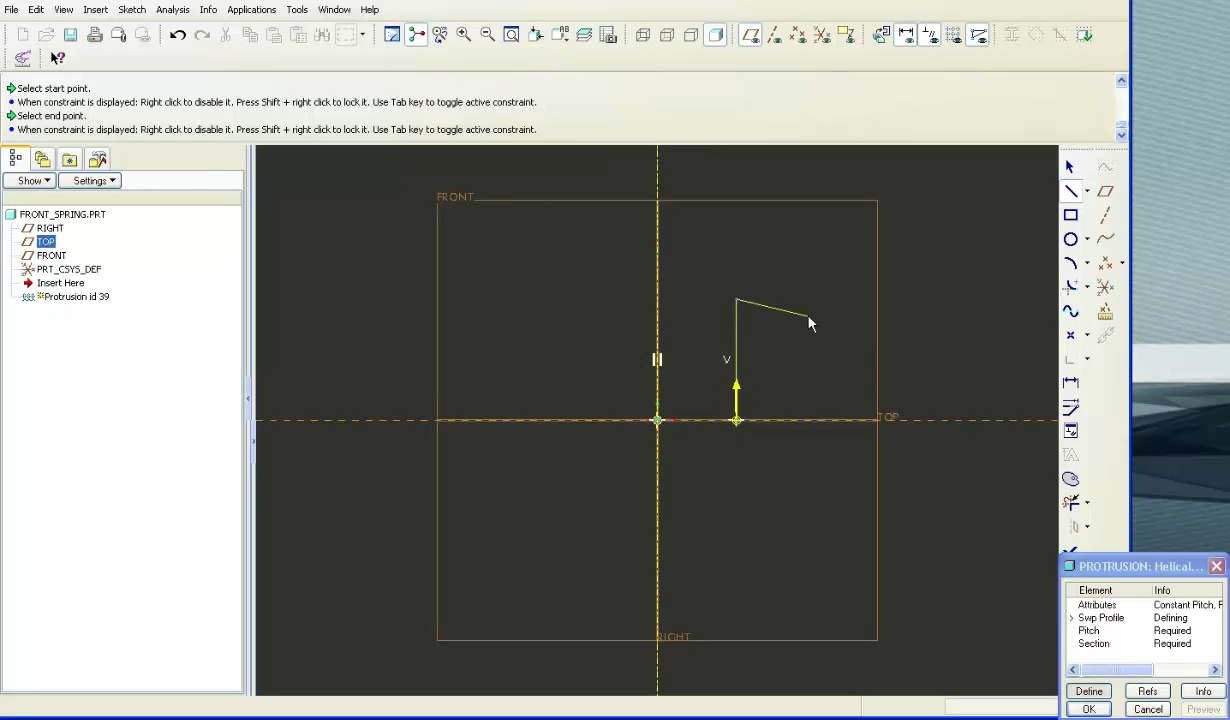 File Edit View Insert Sketch Analysis Info Applications Tools Window Help
Select start point.
When constraint is displayed: Right click to disable it. Press Shift + right click to lock it. Use Tab key to toggle active constraint.
Select end point.
When constraint is displayed: Right click to disable it. Press Shift + right click to lock it. Use Tab key to toggle active constraint.
Show Settings
FRONT_SPRING.PRT
RIGHT
TOP
FRONT
PRT_CSYS_DEF
Insert Here
Protrusion id 39
FRONT
V
TOP
RIGHT
PROTRUSION: Helical...
Element Info
Attributes Constant Pitch, F
Swp Profile Defining
Pitch Required
Section Required
Define Refs Info
OK Cancel Preview